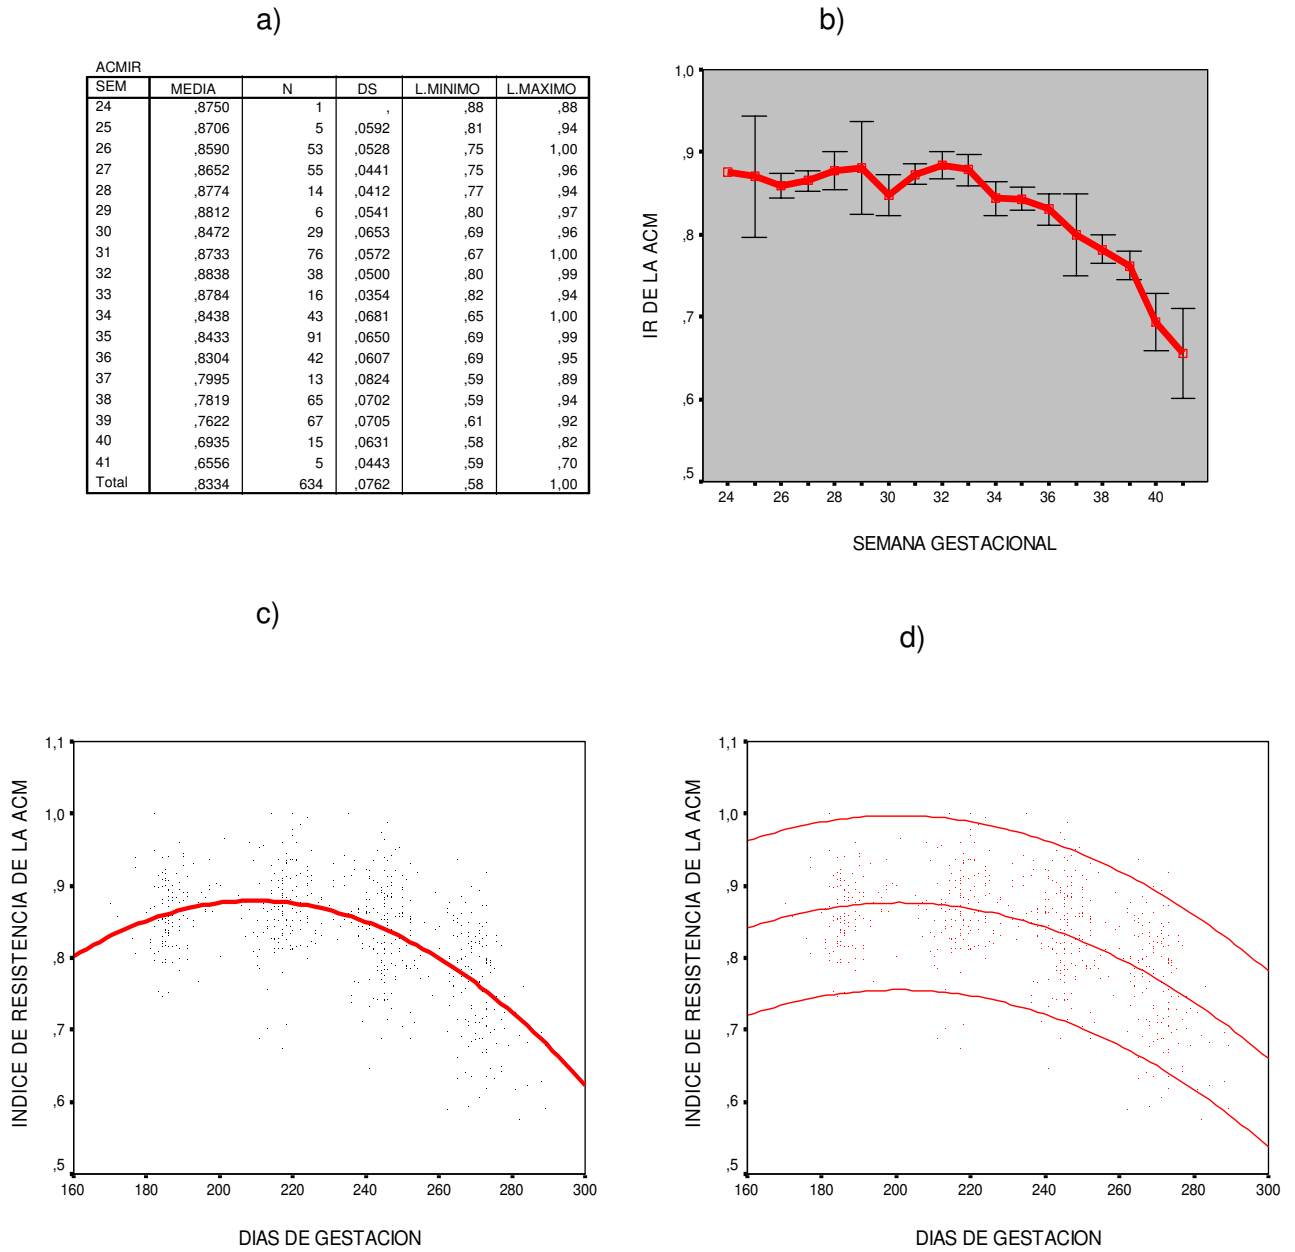 a)
ACMIR
SEM MEDIA N DS L.MINIMO L.MAXIMO
24 ,8750 1 , ,88 ,88
25 ,8706 5 ,0592 ,81 ,94
26 ,8590 53 ,0528 ,75 1,00
27 ,8652 55 ,0441 ,75 ,96
28 ,8774 14 ,0412 ,77 ,94
29 ,8812 6 ,0541 ,80 ,97
30 ,8472 29 ,0653 ,69 ,96
31 ,8733 76 ,0572 ,67 1,00
32 ,8838 38 ,0500 ,80 ,99
33 ,8784 16 ,0354 ,82 ,94
34 ,8438 43 ,0681 ,65 1,00
35 ,8433 91 ,0650 ,69 ,99
36 ,8304 42 ,0607 ,69 ,95
37 ,7995 13 ,0824 ,59 ,89
38 ,7819 65 ,0702 ,59 ,94
39 ,7622 67 ,0705 ,61 ,92
40 ,6935 15 ,0631 ,58 ,82
41 ,6556 5 ,0443 ,59 ,70
Total ,8334 634 ,0762 ,58 1,00
b)
IR DE LA ACM
1,0
,9
,8
,7
,6
,5
24 26 28 30 32 34 36 38 40
SEMANA GESTACIONAL
c)
INDICE DE RESISTENCIA DE LA ACM
1,1
1,0
,9
,8
,7
,6
,5
160 180 200 220 240 260 280 300
DIAS DE GESTACION
d)
INDICE DE RESISTENCIA DE LA ACM
1,1
1,0
,9
,8
,7
,6
,5
160 180 200 220 240 260 280 300
DIAS DE GESTACION